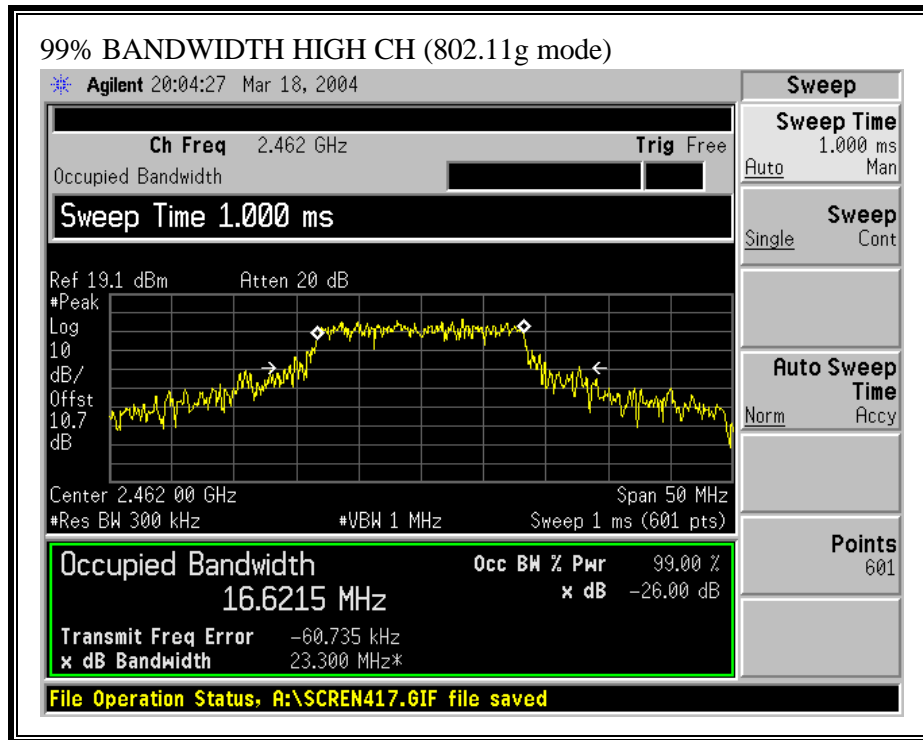 99% BANDWIDTH HIGH CH (802.11g mode)
Agilent 20:04:27 Mar 18, 2004
Sweep
Ch Freq 2.462 GHz Trig Free
Occupied Bandwidth
Sweep Time 1.000 ms
Sweep Time
1.000 ms
Auto Man
Sweep
Single Cont
Ref 19.1 dBm Atten 20 dB
#Peak
Log
10
dB/
Offst
10.7
dB
Auto Sweep
Time
Norm Accy
Center 2.462 00 GHz Span 50 MHz
#Res BW 300 kHz #VBW 1 MHz Sweep 1 ms (601 pts)
Points
601
Occupied Bandwidth Occ BW % Pwr 99.00 %
16.6215 MHz x dB -26.00 dB
Transmit Freq Error -60.735 kHz
x dB Bandwidth 23.300 MHz*
File Operation Status, A:\SCREN417.GIF file saved